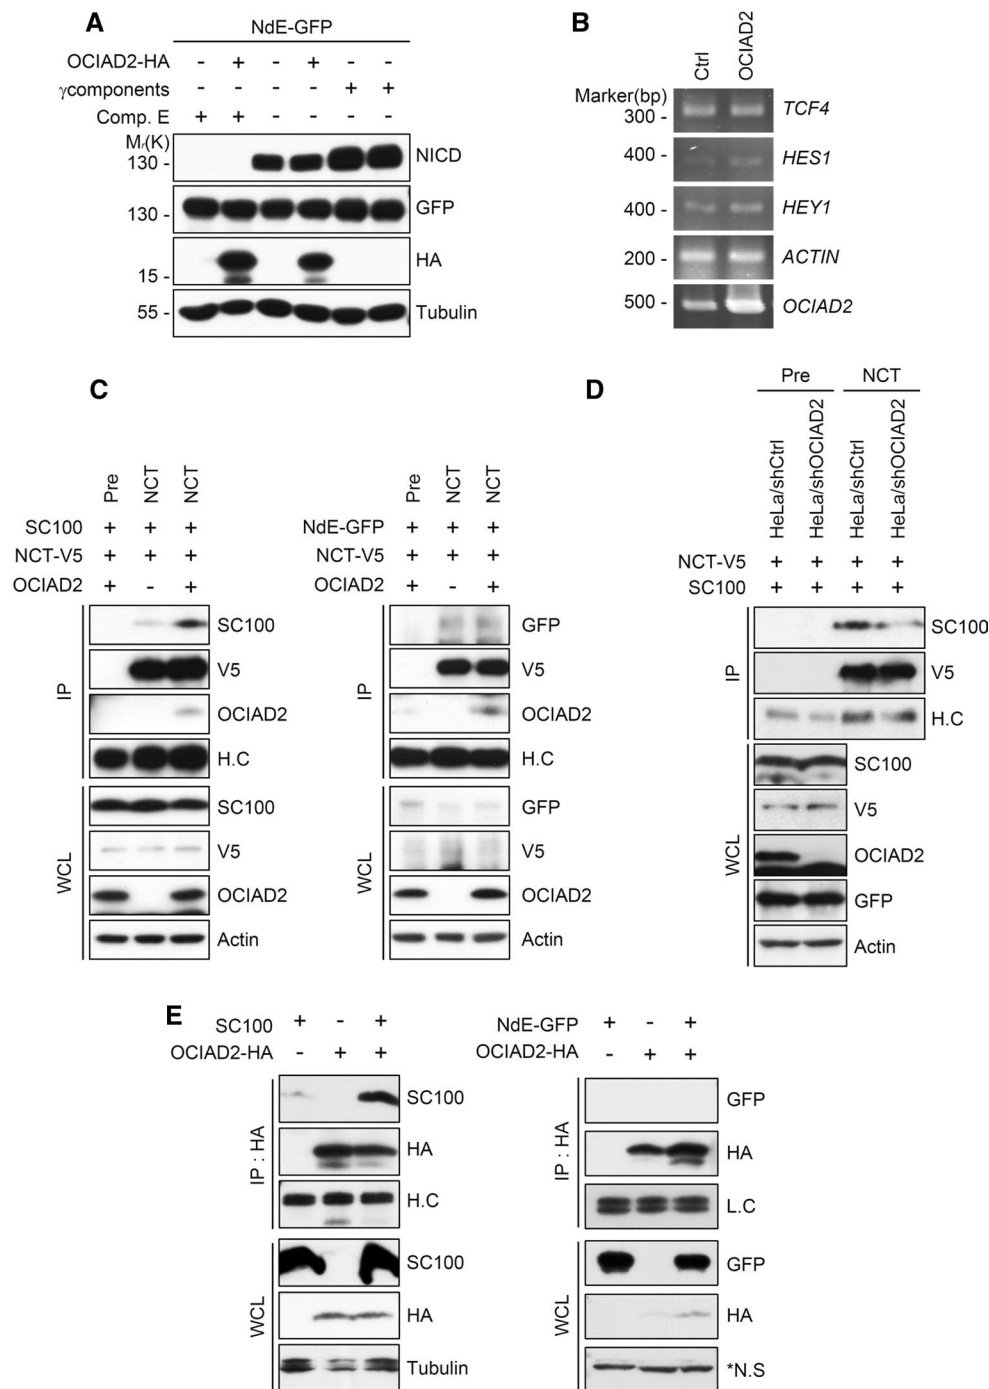 A
NdE-GFP
OCIAD2-HA - + - + - -
γcomponents - - - - + +
Comp. E + + - - - -
Mr(K)
130 - NICD
130 - GFP
15 - HA
55 - Tubulin
B
Ctrl OCIAD2
Marker(bp)
300 - TCF4
400 - HES1
400 - HEY1
200 - ACTIN
500 - OCIAD2
C
Pre NCT NCT
SC100 + + +
NCT-V5 + + +
OCIAD2 + - +
IP
SC100
V5
OCIAD2
H.C
WCL
SC100
V5
OCIAD2
Actin
Pre NCT NCT
NdE-GFP + + +
NCT-V5 + + +
OCIAD2 + - +
GFP
V5
OCIAD2
H.C
GFP
V5
OCIAD2
Actin
D
Pre NCT
HeLa/shCtrl HeLa/shOCIAD2 HeLa/shCtrl HeLa/shOCIAD2
NCT-V5 + + + +
SC100 + + + +
IP
SC100
V5
H.C
WCL
SC100
V5
OCIAD2
GFP
Actin
E
SC100 + - +
OCIAD2-HA - + +
IP : HA
SC100
HA
H.C
WCL
SC100
HA
Tubulin
NdE-GFP + - +
OCIAD2-HA - + +
IP : HA
GFP
HA
L.C
WCL
GFP
HA
*N.S